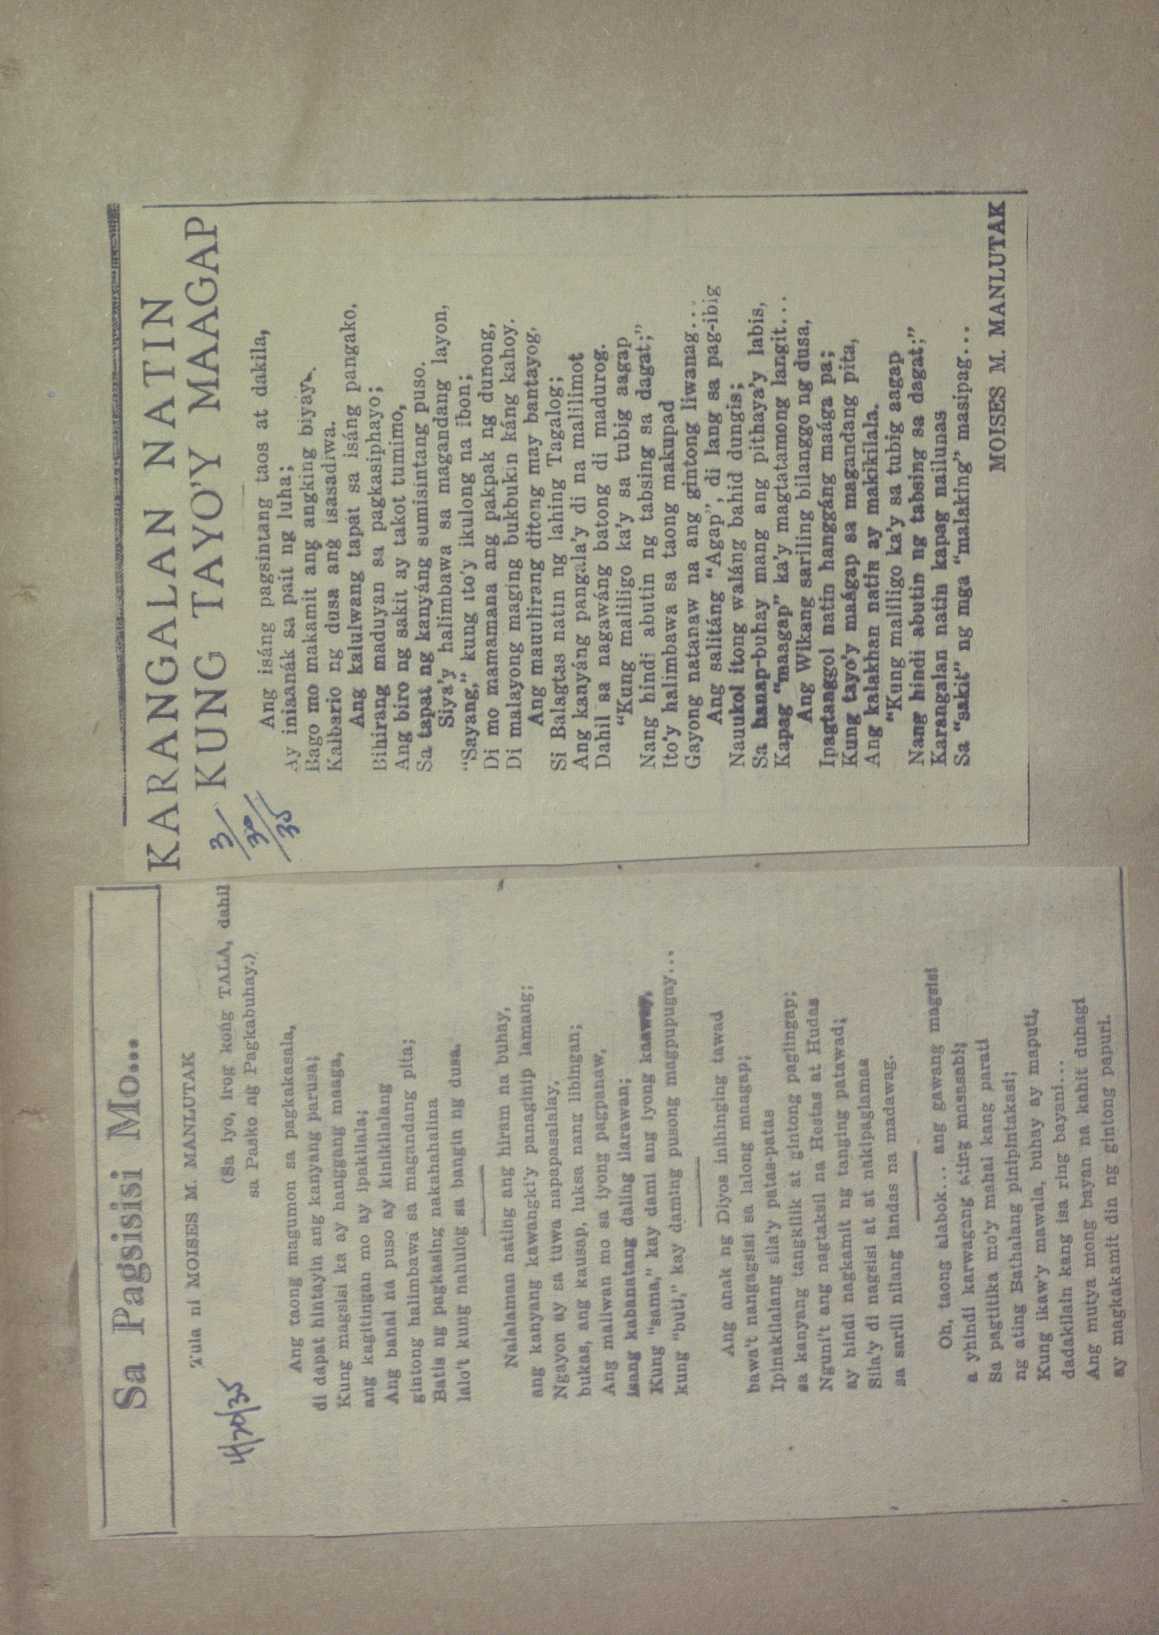 Sa Pagsisi Mo...
Tula ni MOISES M. MANLUTAK
4/20/35
(Sa iyo, irog kong TALA, dahil
sa Pasko ng Pagkabuhay.)
Ang taong magumon sa pagkakasala,
di dapat hintayin ang kanyang parusa;
Kung magsisi ka ay hanggang maaga,
ang kagitingan mo ay ipakilala;
Ang banal na puso ay kinikilalang
gintong halimbawa sa magandang pita;
Batis ng pagkasing nakahahalina
lalo't kung nahulog sa bangin ng dusa.
Nalalaman nating ang hiram na buhay,
ang kanyang kawangki'y panaginip lamang;
Ngayon ay sa tuwa napapasalalay,
bukas, ang kausap, luksa nang libingan;
Ang maliwan mo sa iyong pagpanaw,
isang kabanatang daling ilarawan;
Kung "sama," kay dami ang iyong kaaway,
kung "buti," kay daming pusong magpupugay...
Ang anak ng Diyos inihinging tawad
bawa't nangagsisi sa lalong managap;
Ipinakilalang sila'y patas-patas
sa kanyang tangkilik at gintong paglingap;
Nguni't ang nagtaksil na Hestas at Hudas
ay hindi nagkamit ng tanging patawad;
Sila'y di nagsisi at at nakipaglamas
sa sarili nilang landas na madawag.
Oh, taong alabok... ang gawang magsisi
a yhindi karwagang ating masasabi;
Sa pagtitika mo'y mahal kang parati
ng ating Bathalang pinipintakasi;
Kung ikaw'y mawala, buhay ay maputi,
dadakilain kang isa ring bayani...
Ang mutya mong bayan na kahit duhagi
ay magkakamit din ng gintong papuri.
KARANGALAN NATIN
KUNG TAYO'Y MAAGAP
3/30/35
Ang isáng pagsintang taos at dakila,
Ay iniaanák sa pait ng luha;
Bago mo makamit ang angking biyaya,
Kalbario ng dusa ang isasadiwa.
Ang kalulwang tapat sa isáng pangako,
Bihirang maduyan sa pagkasiphayo;
Ang biro ng sakit ay takot tumimo,
Sa tapat ng kanyáng sumisintang puso.
Siya'y halimbawa sa magandang layon,
"Sayang," kung ito'y ikulong na ibon;
Di mo mamamana ang pakpak ng dunong,
Di malayong maging bukbukin káng kahoy.
Ang mauulirang ditong may bantayog,
Si Balagtas natin ng lahing Tagalog;
Ang kanyáng pangala'y di na malilimot
Dahil sa nagawáng batong di madurog.
"Kung maliligo ka'y sa tubig aagap
Nang hindi abutin ng tabsing sa dagat;"
Ito'y halimbawa sa taong makupad
Gayong natanaw na ang gintong liwanag...
Ang salitáng "Agap", di lang sa pag-ibig
Nauukol itong waláng bahid dungis;
Sa hanap-buhay mang ang pithaya'y labis,
Kapag "maagap" ka'y magtatamong langit...
Ang Wikang sariling bilanggo ng dusa,
Ipagtanggol natin hanggáng maága pa;
Kung tayo'y maágap sa magandang pita,
Ang kalakhan natin ay makikilala.
"Kung maliligo ka'y sa tubig aagap
Nang hindi abutin ng tabsing sa dagat;"
Karangalan natin kapag nailunas
Sa "sakit" ng mga "malaking" masipag...
MOISES M. MANLUTAK